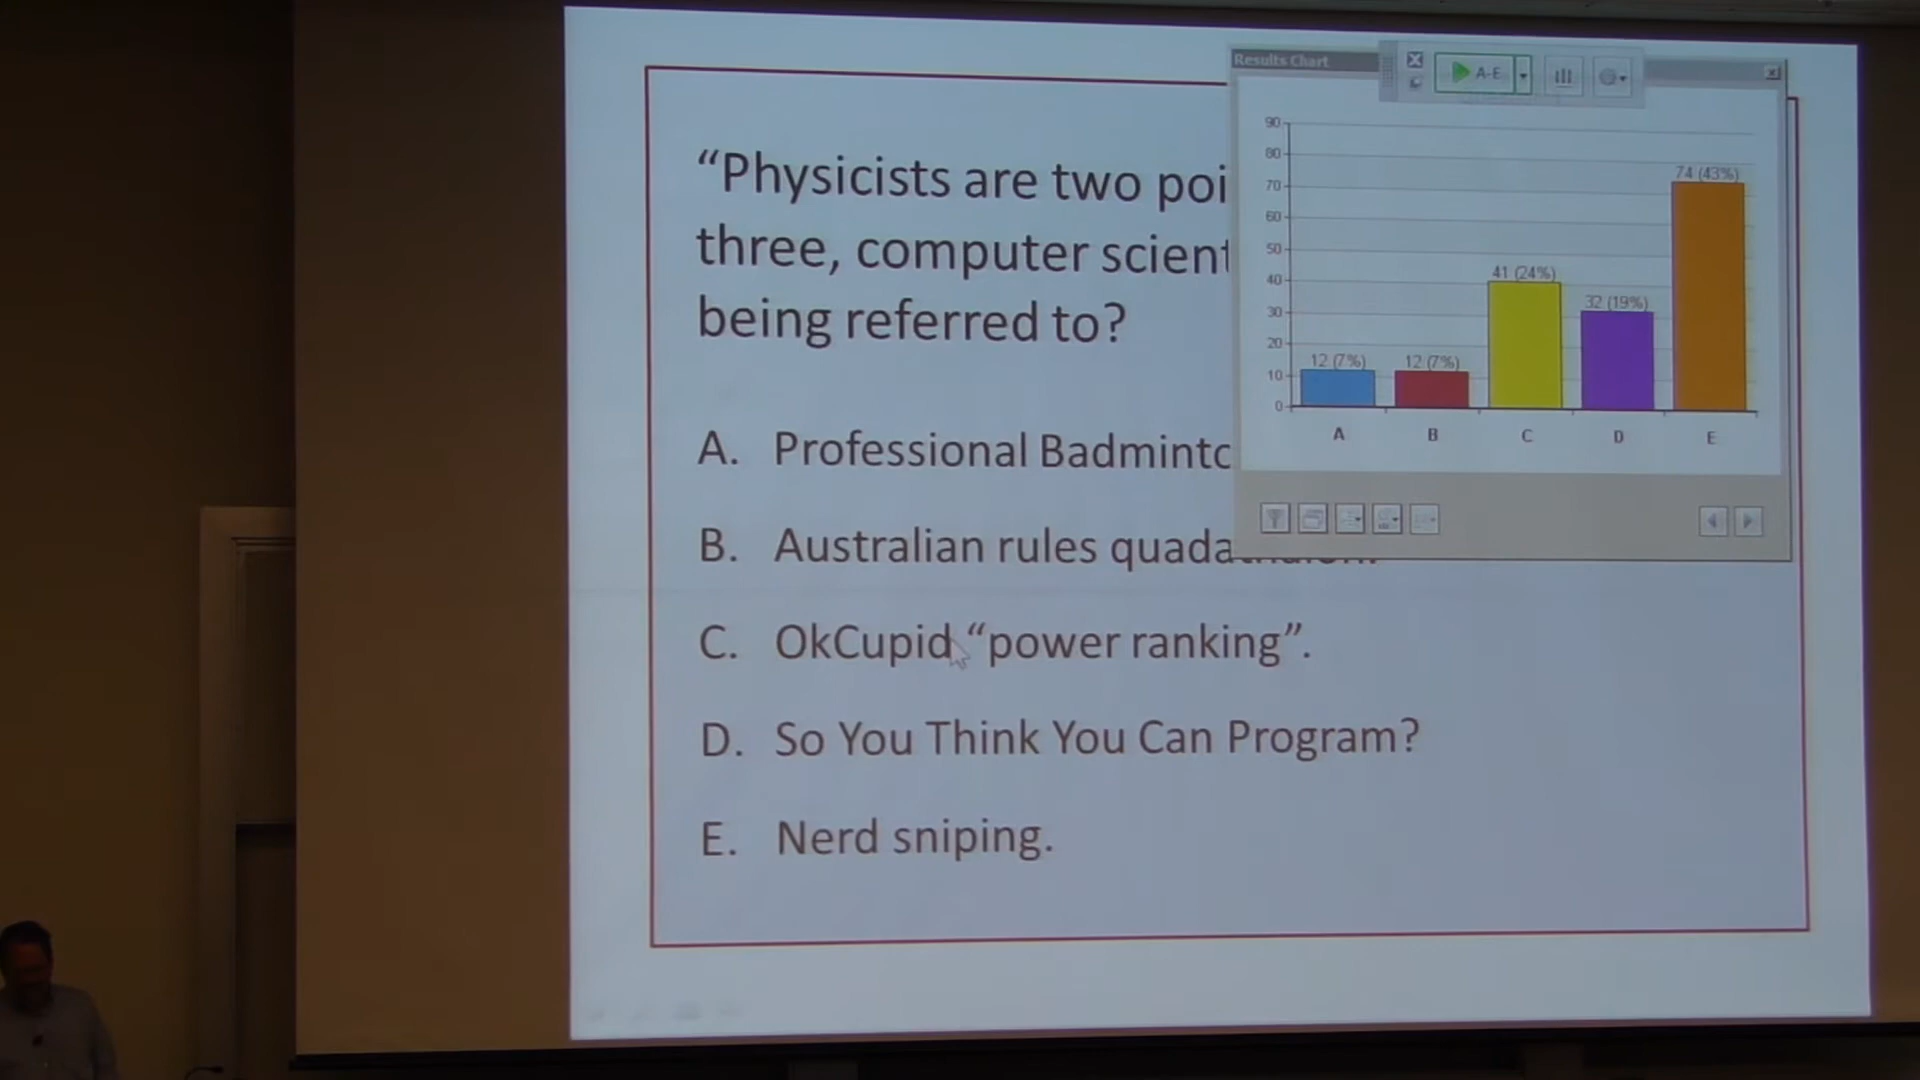 “Physicists are two poi
three, computer scient
being referred to?
A. Professional Badmintc
B. Australian rules quada
C. OkCupid “power ranking”.
D. So You Think You Can Program?
E. Nerd sniping.
Results Chart
A-E
90
80
70
60
50
40
30
20
10
0
12 (7%)
12 (7%)
41 (24%)
32 (19%)
74 (43%)
A B C D E